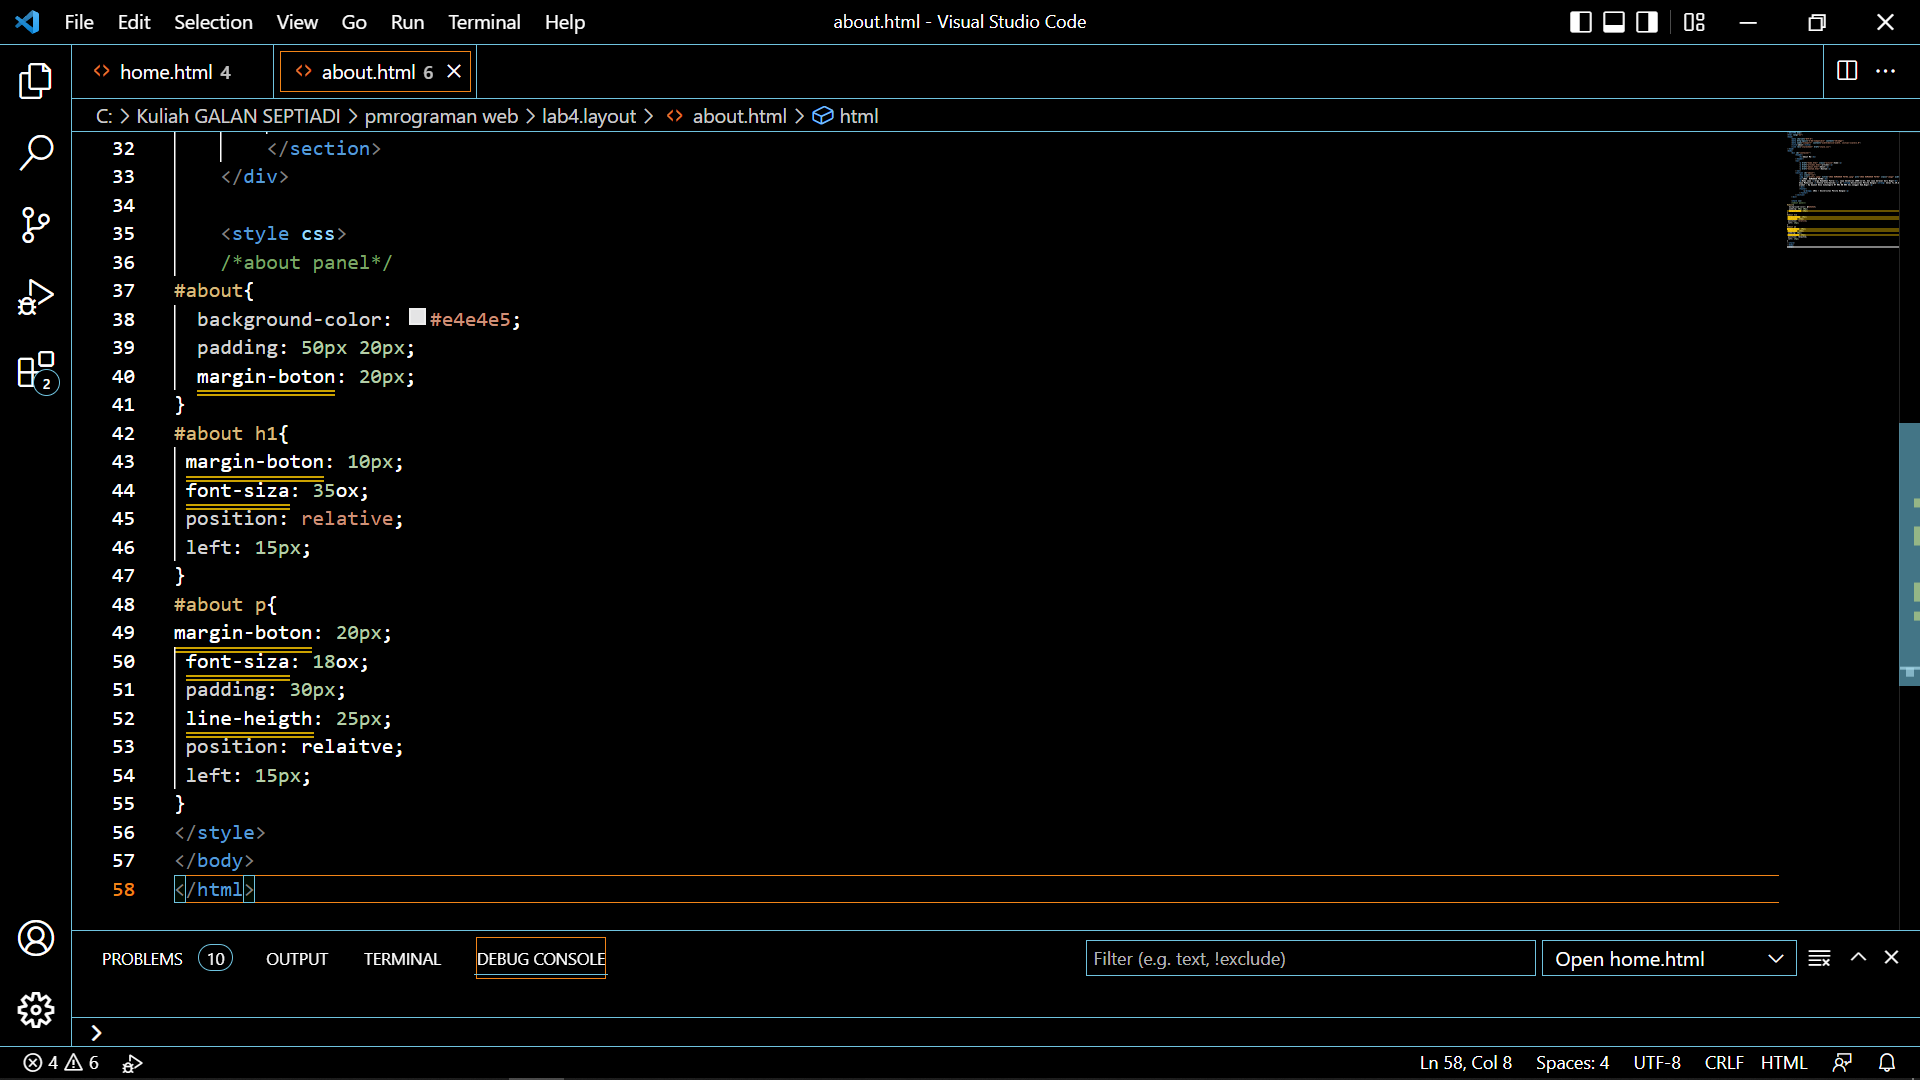 File Edit Selection View Go Run Terminal Help about.html - Visual Studio Code
home.html 4 about.html 6
C: > Kuliah GALAN SEPTIADI > pmrograman web > lab4.layout > about.html > html
32 </section>
33 </div>
34
35 <style css>
36 /*about panel*/
37 #about{
38 background-color: #e4e4e5;
39 padding: 50px 20px;
40 margin-boton: 20px;
41 }
42 #about h1{
43 margin-boton: 10px;
44 font-siza: 35ox;
45 position: relative;
46 left: 15px;
47 }
48 #about p{
49 margin-boton: 20px;
50 font-siza: 18ox;
51 padding: 30px;
52 line-heigth: 25px;
53 position: relaitve;
54 left: 15px;
55 }
56 </style>
57 </body>
58 </html>
2
PROBLEMS 10 OUTPUT TERMINAL DEBUG CONSOLE Filter (e.g. text, !exclude) Open home.html
>
4 6 Ln 58, Col 8 Spaces: 4 UTF-8 CRLF HTML